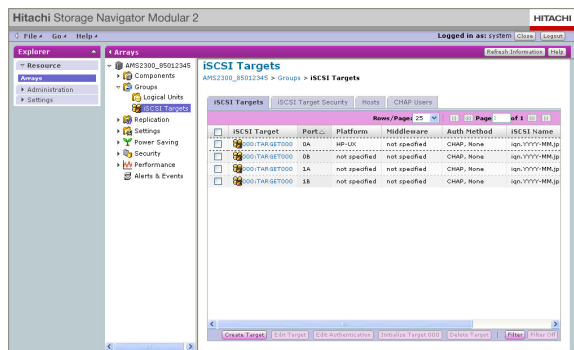 Hitachi Storage Navigator Modular 2
HITACHI
File Go Help
Logged in as: system Close Logout
Explorer
Arrays
Refresh Information Help
Resource
Arrays
Administration
Settings
AMS2300_85012345
Components
Groups
Logical Units
iSCSI Targets
Replication
Settings
Power Saving
Security
Performance
Alerts & Events
iSCSI Targets
AMS2300_85012345 > Groups > iSCSI Targets
iSCSI Targets iSCSI Target Security Hosts CHAP Users
Rows/Page: 25 Page 1 of 1
iSCSI Target Port Platform Middleware Auth Method iSCSI Name
000:TARGET000 0A HP-UX not specified CHAP, None iqn.YYYY-MM.jp
000:TARGET000 0B not specified not specified CHAP, None iqn.YYYY-MM.jp
000:TARGET000 1A not specified not specified CHAP, None iqn.YYYY-MM.jp
000:TARGET000 1B not specified not specified CHAP, None iqn.YYYY-MM.jp
Create Target Edit Target Edit Authentication Initialize Target 000 Delete Target | Filter Filter Off